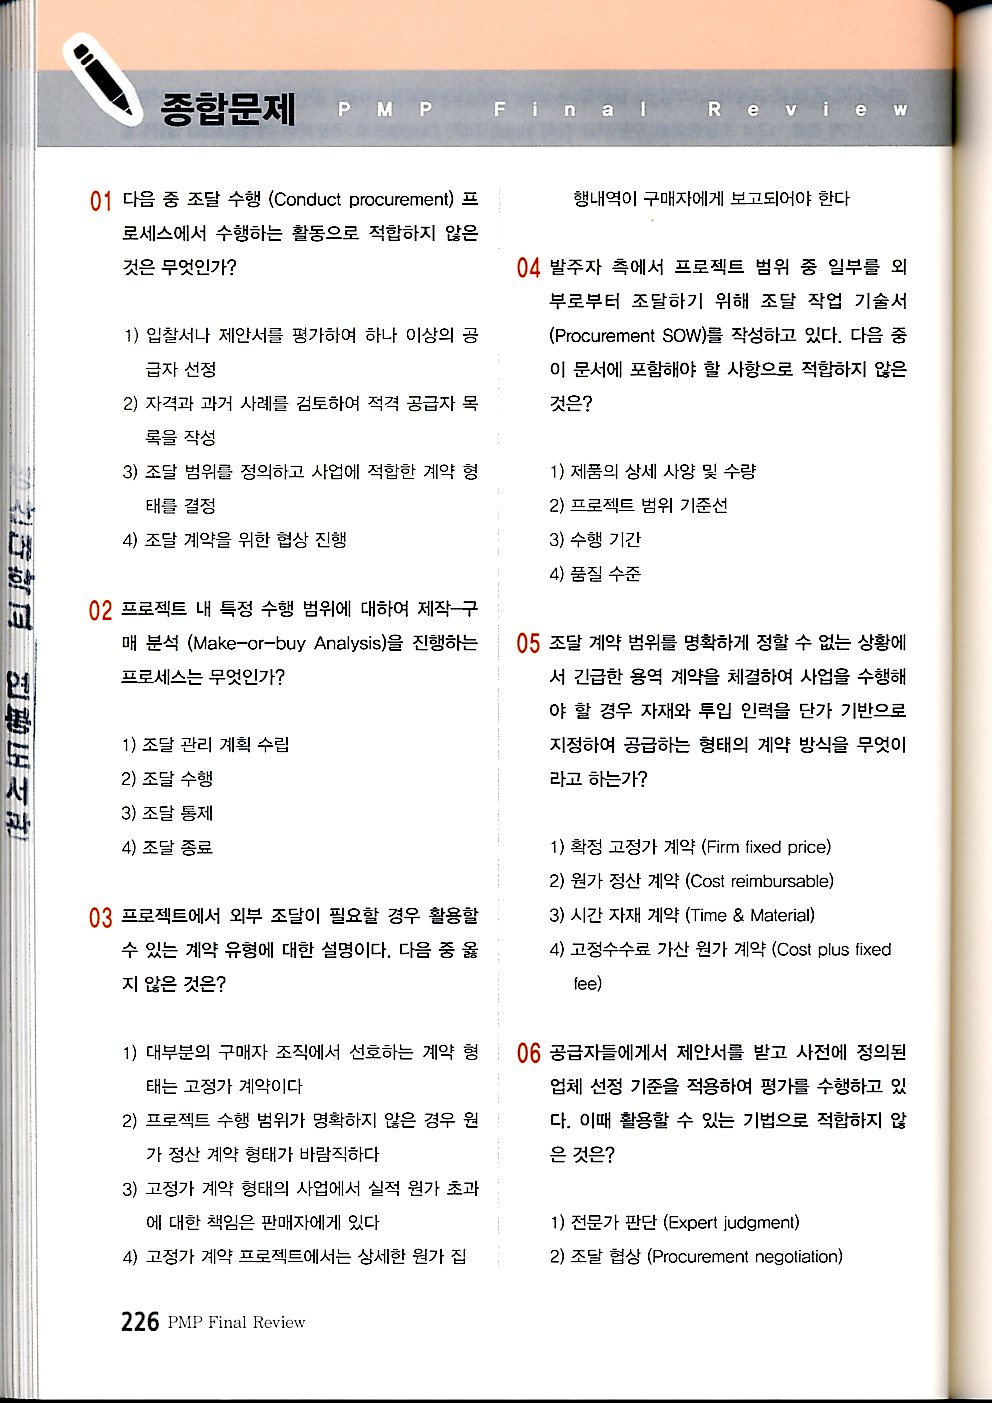 종합문제 PMP Final Review
01 다음 중 조달 수행 (Conduct procurement) 프
로세스에서 수행하는 활동으로 적합하지 않은
것은 무엇인가?
1) 입찰서나 제안서를 평가하여 하나 이상의 공
급자 선정
2) 자격과 과거 사례를 검토하여 적격 공급자 목
록을 작성
3) 조달 범위를 정의하고 사업에 적합한 계약 형
태를 결정
4) 조달 계약을 위한 협상 진행
02 프로젝트 내 특정 수행 범위에 대하여 제작-구
매 분석 (Make-or-buy Analysis)을 진행하는
프로세스는 무엇인가?
1) 조달 관리 계획 수립
2) 조달 수행
3) 조달 통제
4) 조달 종료
03 프로젝트에서 외부 조달이 필요할 경우 활용할
수 있는 계약 유형에 대한 설명이다. 다음 중 옳
지 않은 것은?
1) 대부분의 구매자 조직에서 선호하는 계약 형
태는 고정가 계약이다
2) 프로젝트 수행 범위가 명확하지 않은 경우 원
가 정산 계약 형태가 바람직하다
3) 고정가 계약 형태의 사업에서 실적 원가 초과
에 대한 책임은 판매자에게 있다
4) 고정가 계약 프로젝트에서는 상세한 원가 집
행내역이 구매자에게 보고되어야 한다
04 발주자 측에서 프로젝트 범위 중 일부를 외
부로부터 조달하기 위해 조달 작업 기술서
(Procurement SOW)를 작성하고 있다. 다음 중
이 문서에 포함해야 할 사항으로 적합하지 않은
것은?
1) 제품의 상세 사양 및 수량
2) 프로젝트 범위 기준선
3) 수행 기간
4) 품질 수준
05 조달 계약 범위를 명확하게 정할 수 없는 상황에
서 긴급한 용역 계약을 체결하여 사업을 수행해
야 할 경우 자재와 투입 인력을 단가 기반으로
지정하여 공급하는 형태의 계약 방식을 무엇이
라고 하는가?
1) 확정 고정가 계약 (Firm fixed price)
2) 원가 정산 계약 (Cost reimbursable)
3) 시간 자재 계약 (Time & Material)
4) 고정수수료 가산 원가 계약 (Cost plus fixed
fee)
06 공급자들에게서 제안서를 받고 사전에 정의된
업체 선정 기준을 적용하여 평가를 수행하고 있
다. 이때 활용할 수 있는 기법으로 적합하지 않
은 것은?
1) 전문가 판단 (Expert judgment)
2) 조달 협상 (Procurement negotiation)
226 PMP Final Review